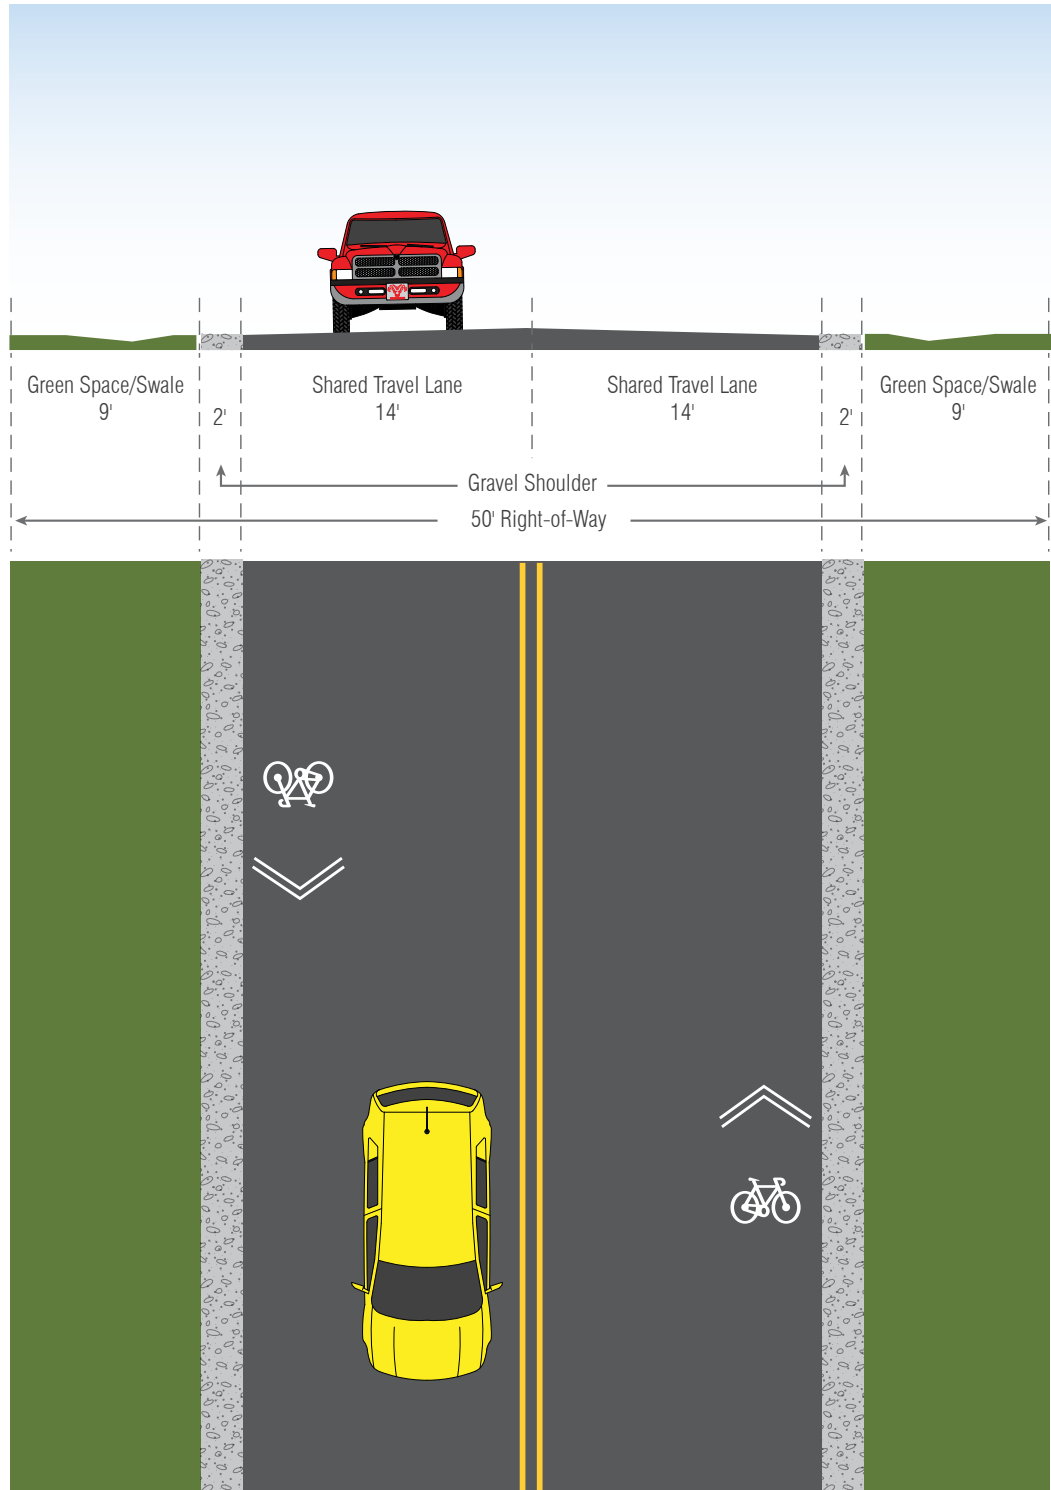 Green Space/Swale
9'
2'
Shared Travel Lane
14'
Shared Travel Lane
14'
2'
Green Space/Swale
9'
Gravel Shoulder
50' Right-of-Way